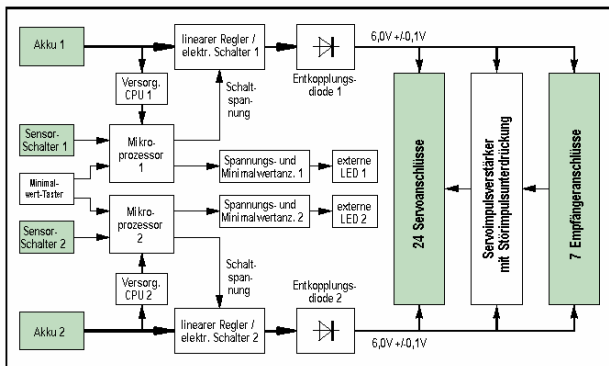 Akku 1
linearer Regler /
elektr. Schalter 1
6,0V +/-0,1V
Versorg.
CPU 1
Schalt-
spannung
Entkopplungs-
diode 1
Sensor-
Schalter 1
Mikro-
prozessor
1
Spannungs- und
Minimalwertanz. 1
externe
LED 1
Minimal-
wert-Taster
Mikro-
prozessor
2
Spannungs- und
Minimalwertanz. 2
externe
LED 2
Sensor-
Schalter 2
Versorg.
CPU 2
Schalt-
spannung
Entkopplungs-
diode 2
Akku 2
linearer Regler /
elektr. Schalter 2
6,0V +/-0,1V
24 Servoanschlüsse
Servoimpulsverstärker
mit Störimpulsunterdrückung
7 Empfängeranschlüsse